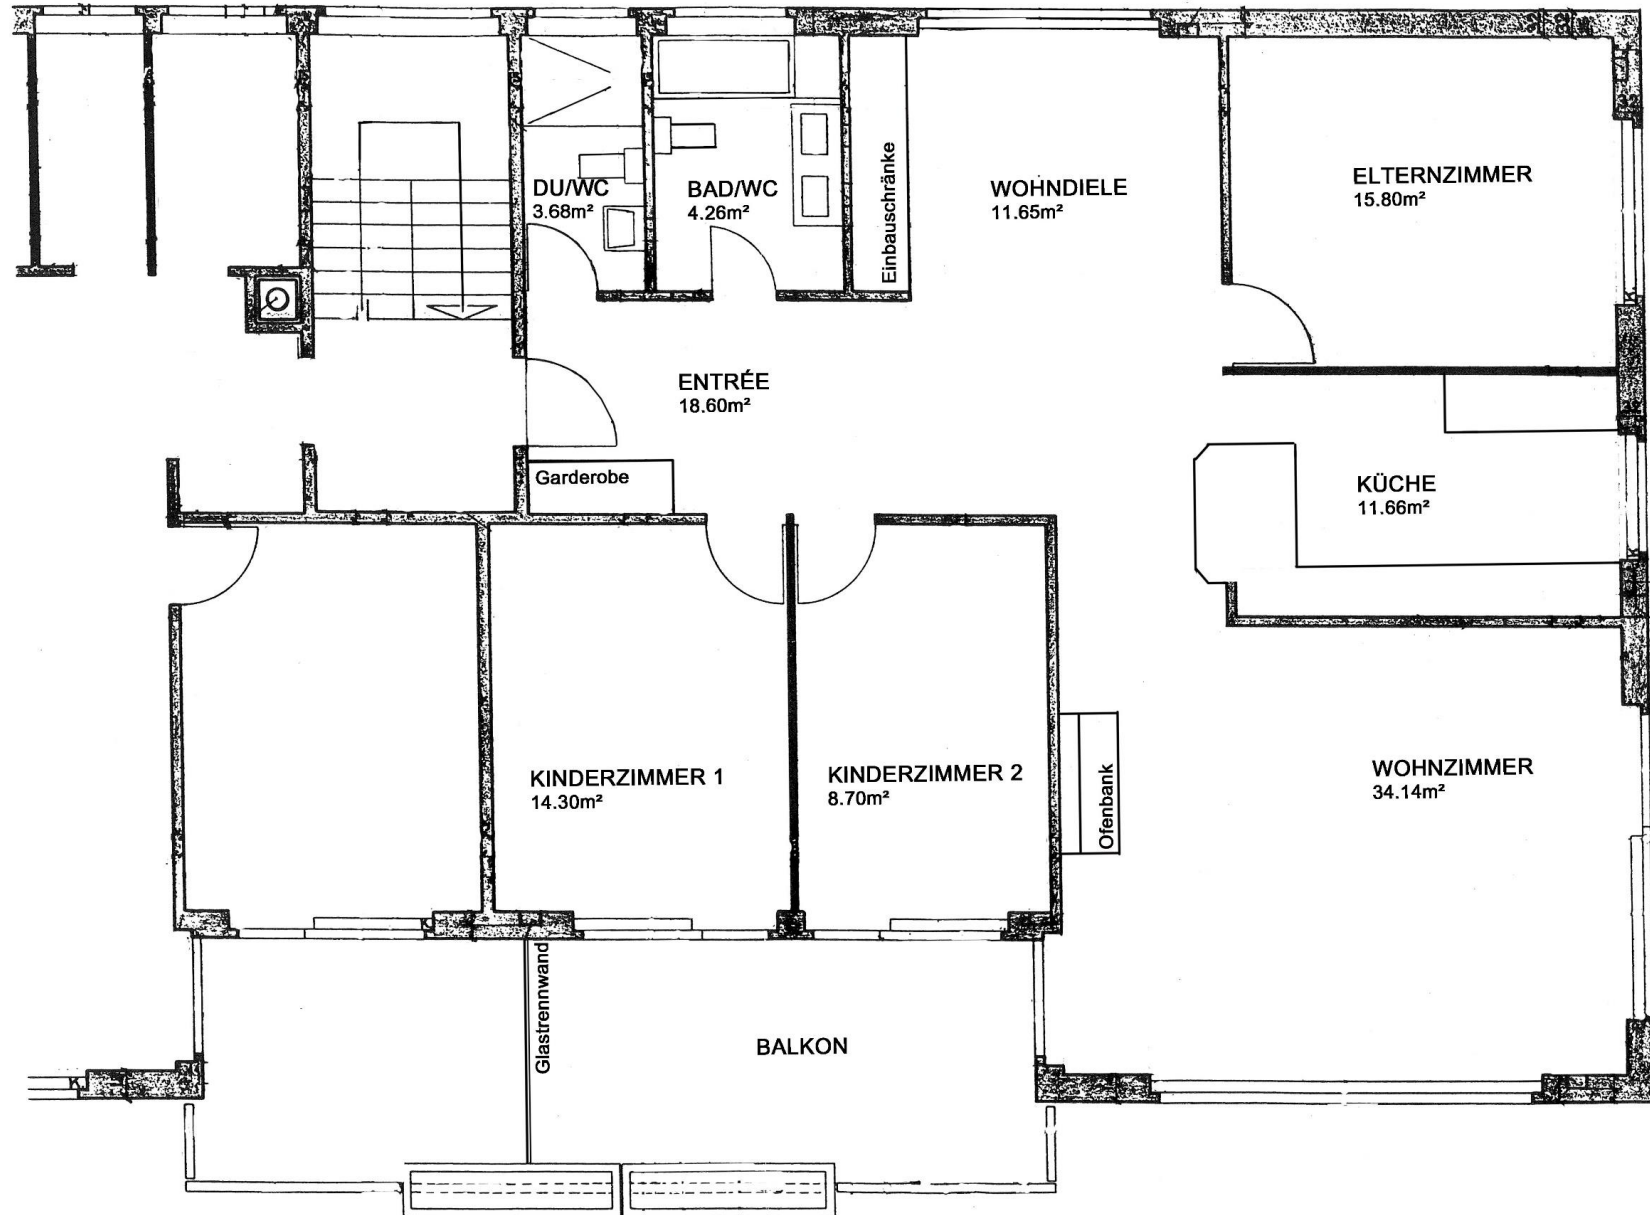 DU/WC
3.68m²
BAD/WC
4.26m²
Einbauschränke
WOHNDIELE
11.65m²
ELTERNZIMMER
15.80m²
ENTRÉE
18.60m²
Garderobe
KÜCHE
11.66m²
KINDERZIMMER 1
14.30m²
KINDERZIMMER 2
8.70m²
Ofenbank
WOHNZIMMER
34.14m²
Glastrennwand
BALKON